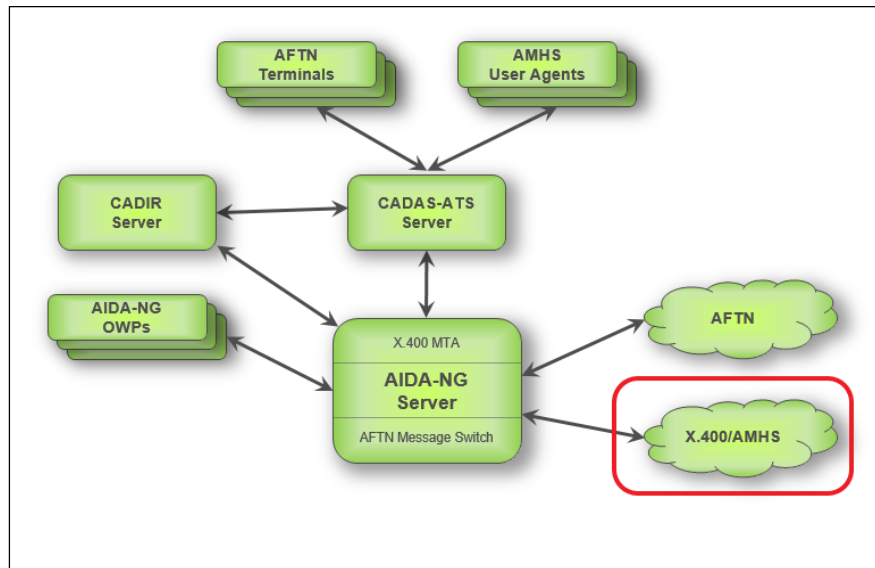 AFTN
Terminals
AMHS
User Agents
CADIR
Server
CADAS-ATS
Server
AIDA-NG
OWPs
X.400 MTA
AIDA-NG
Server
AFTN Message Switch
AFTN
X.400/AMHS